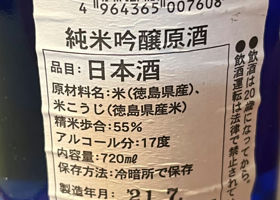 4 964365 007608
純米吟醸原酒
品目:日本酒
原材料名:米(徳島県産)、
米こうじ(徳島県産米)
精米歩合:55%
アルコール分:17度
内容量:720㎖
保存方法:冷暗所で保存
製造年月: 21.7.
●飲酒は20歳になってから。
●飲酒運転は法律で禁止されて